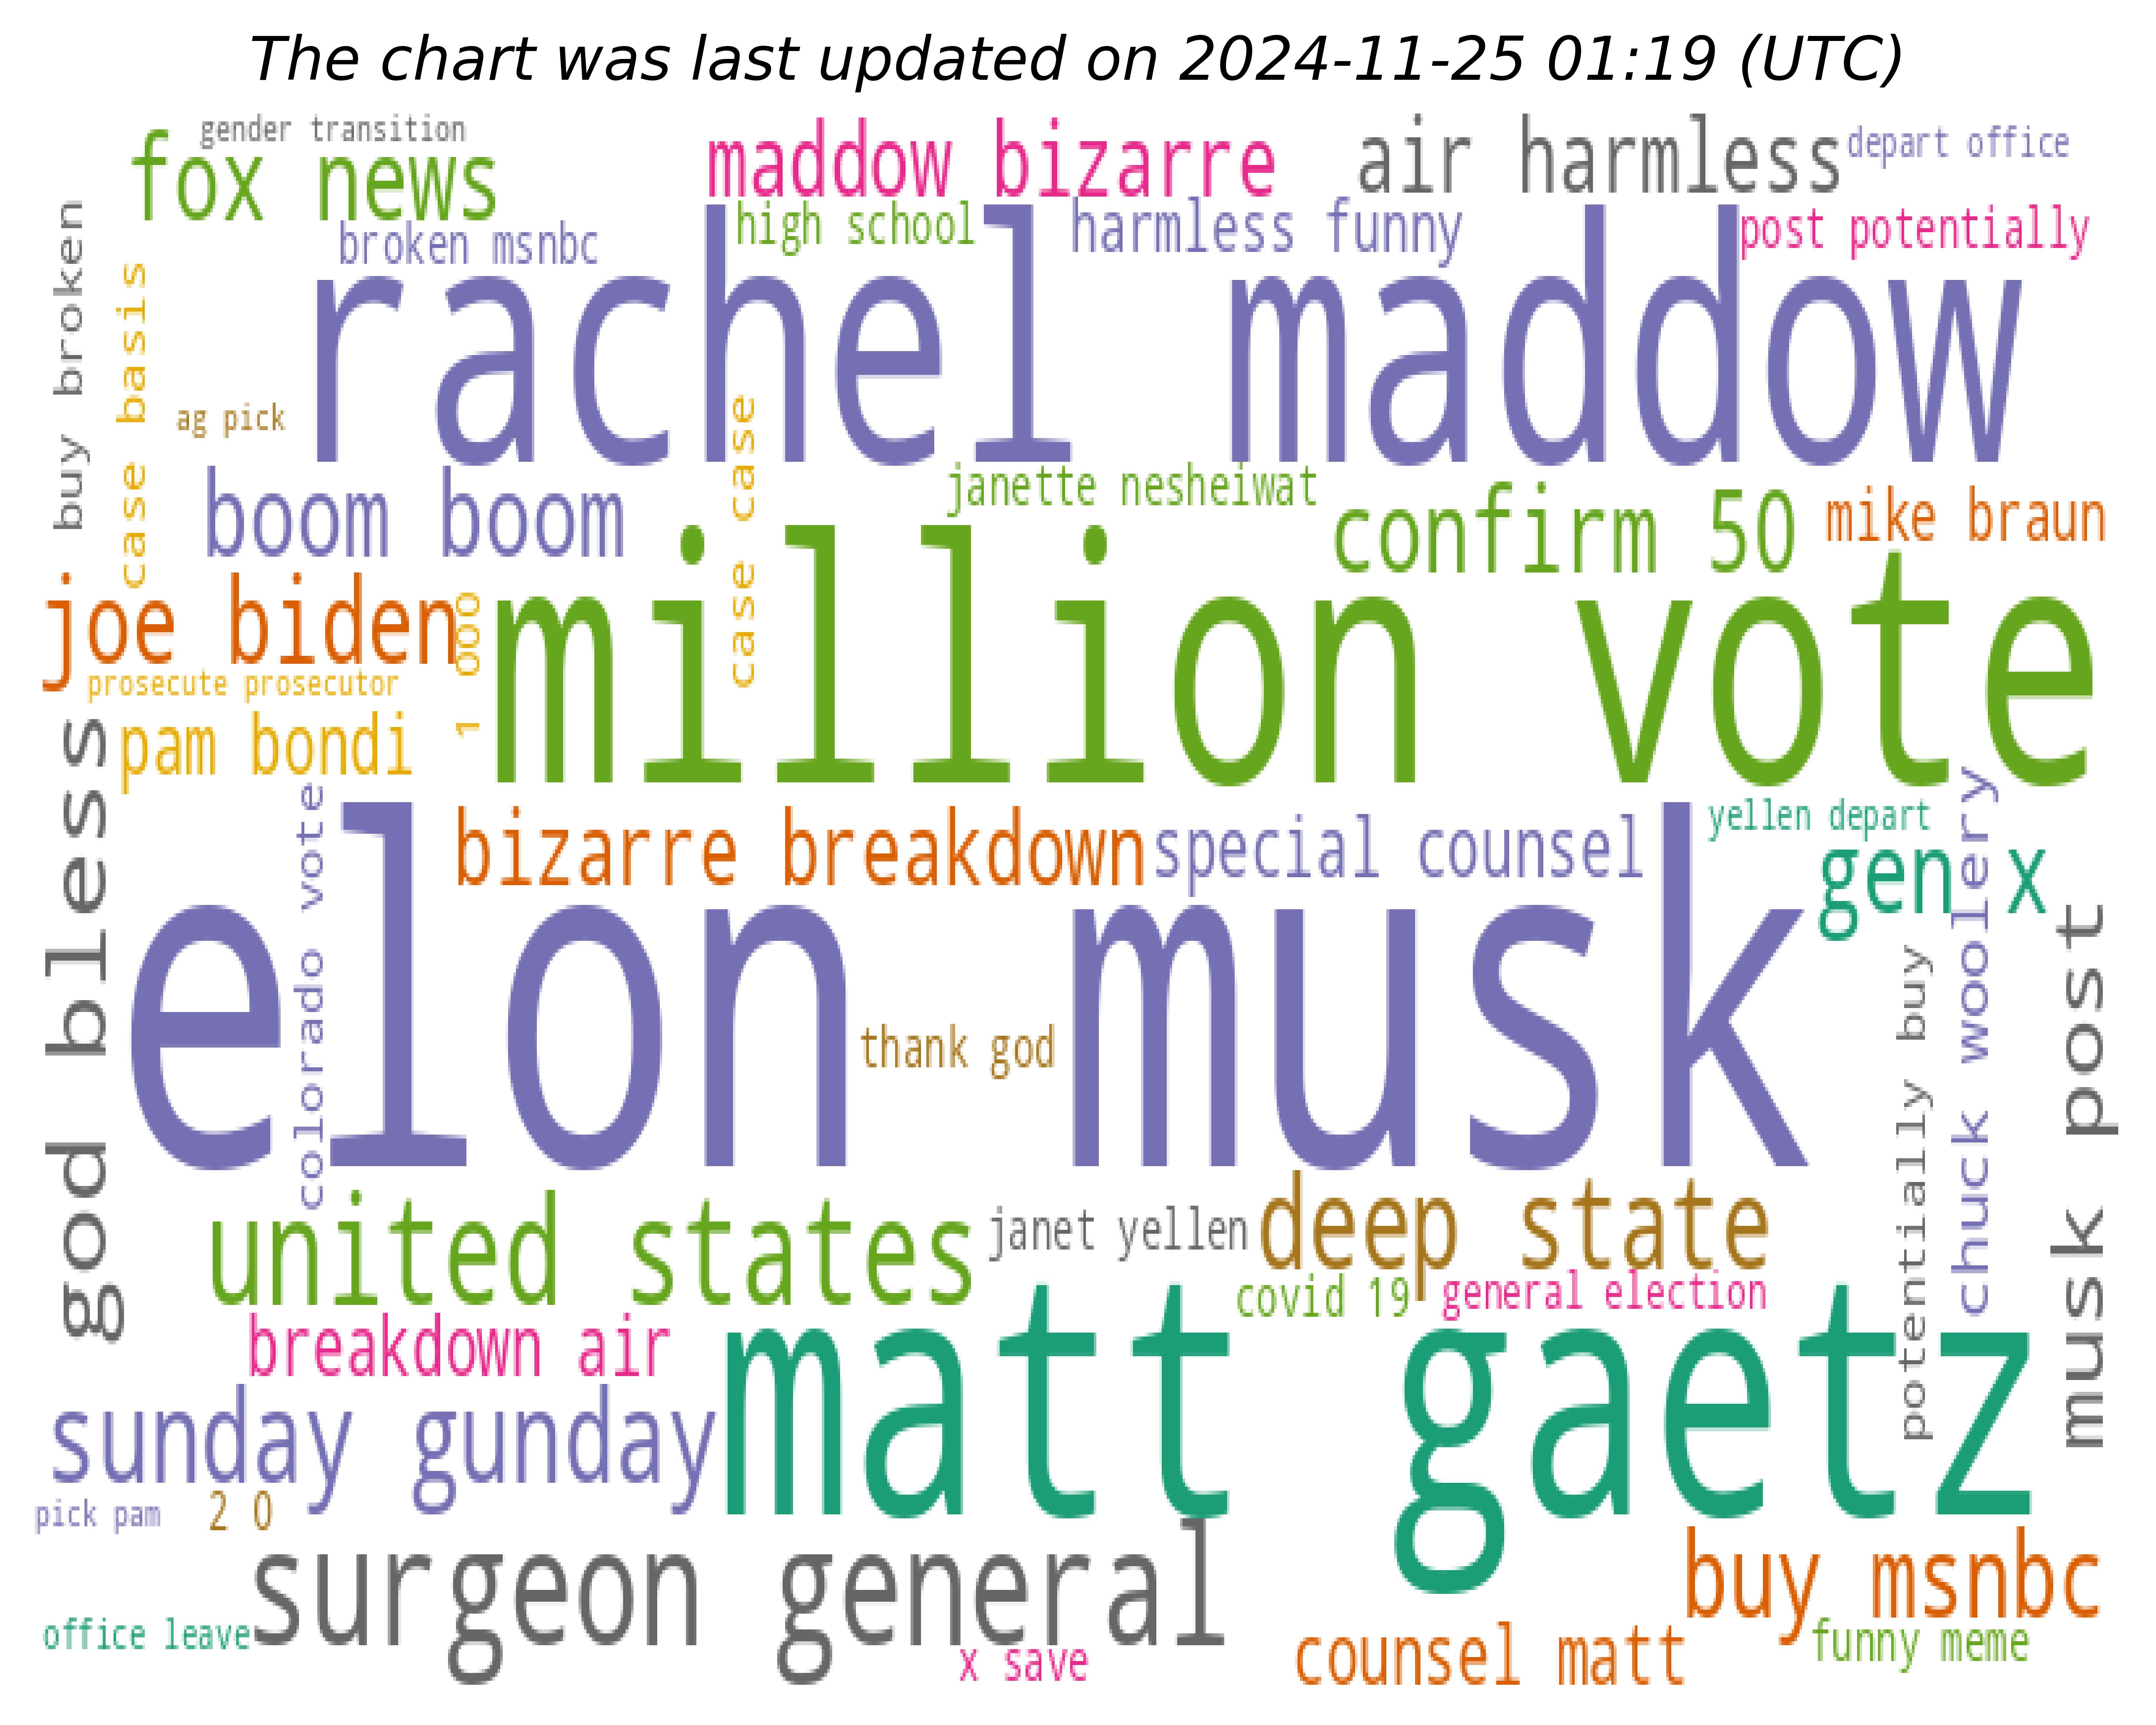 The chart was last updated on 2024-11-25 01:19 (UTC)
gender transition
fox news
maddow bizarre
air harmless
depart office
buy broken
case basis
broken msnbc
high school
harmless funny
post potentially
rachel maddow
ag pick
case case
boom boom
janette nesheiwat
confirm 50
mike braun
joe biden
1 000
million vote
prosecute prosecutor
pam bondi
god bless
colorado vote
bizarre breakdown
special counsel
yellen depart
gen x
chuck woolery
elon musk
thank god
potentially buy
musk post
united states
janet yellen
deep state
covid 19
general election
breakdown air
matt gaetz
sunday gunday
pick pam
2 0
surgeon general
buy msnbc
office leave
x save
counsel matt
funny meme